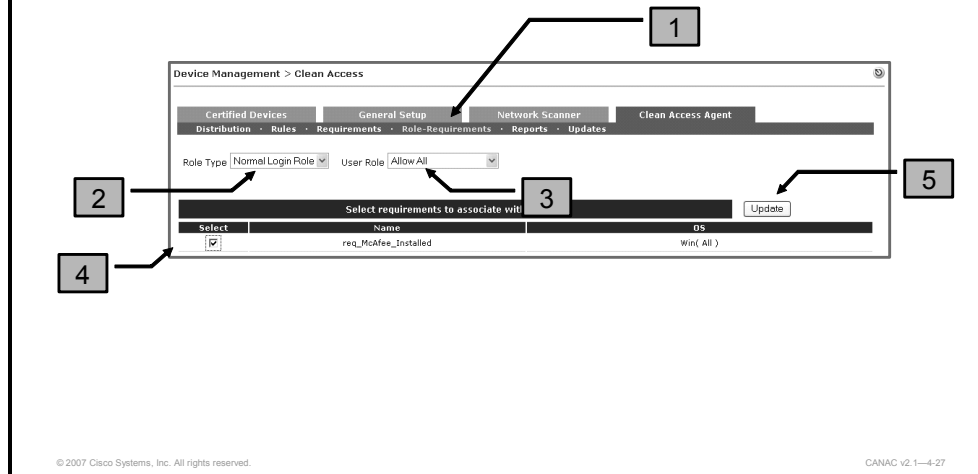 1
Device Management > Clean Access
Certified Devices General Setup Network Scanner Clean Access Agent
Distribution · Rules · Requirements · Role-Requirements · Reports · Updates
Role Type Normal Login Role User Role Allow All
2
3
5
Select requirements to associate with
Update
Select Name OS
req_McAfee_Installed Win( All )
4
© 2007 Cisco Systems, Inc. All rights reserved. CANAC v2.1—4-27